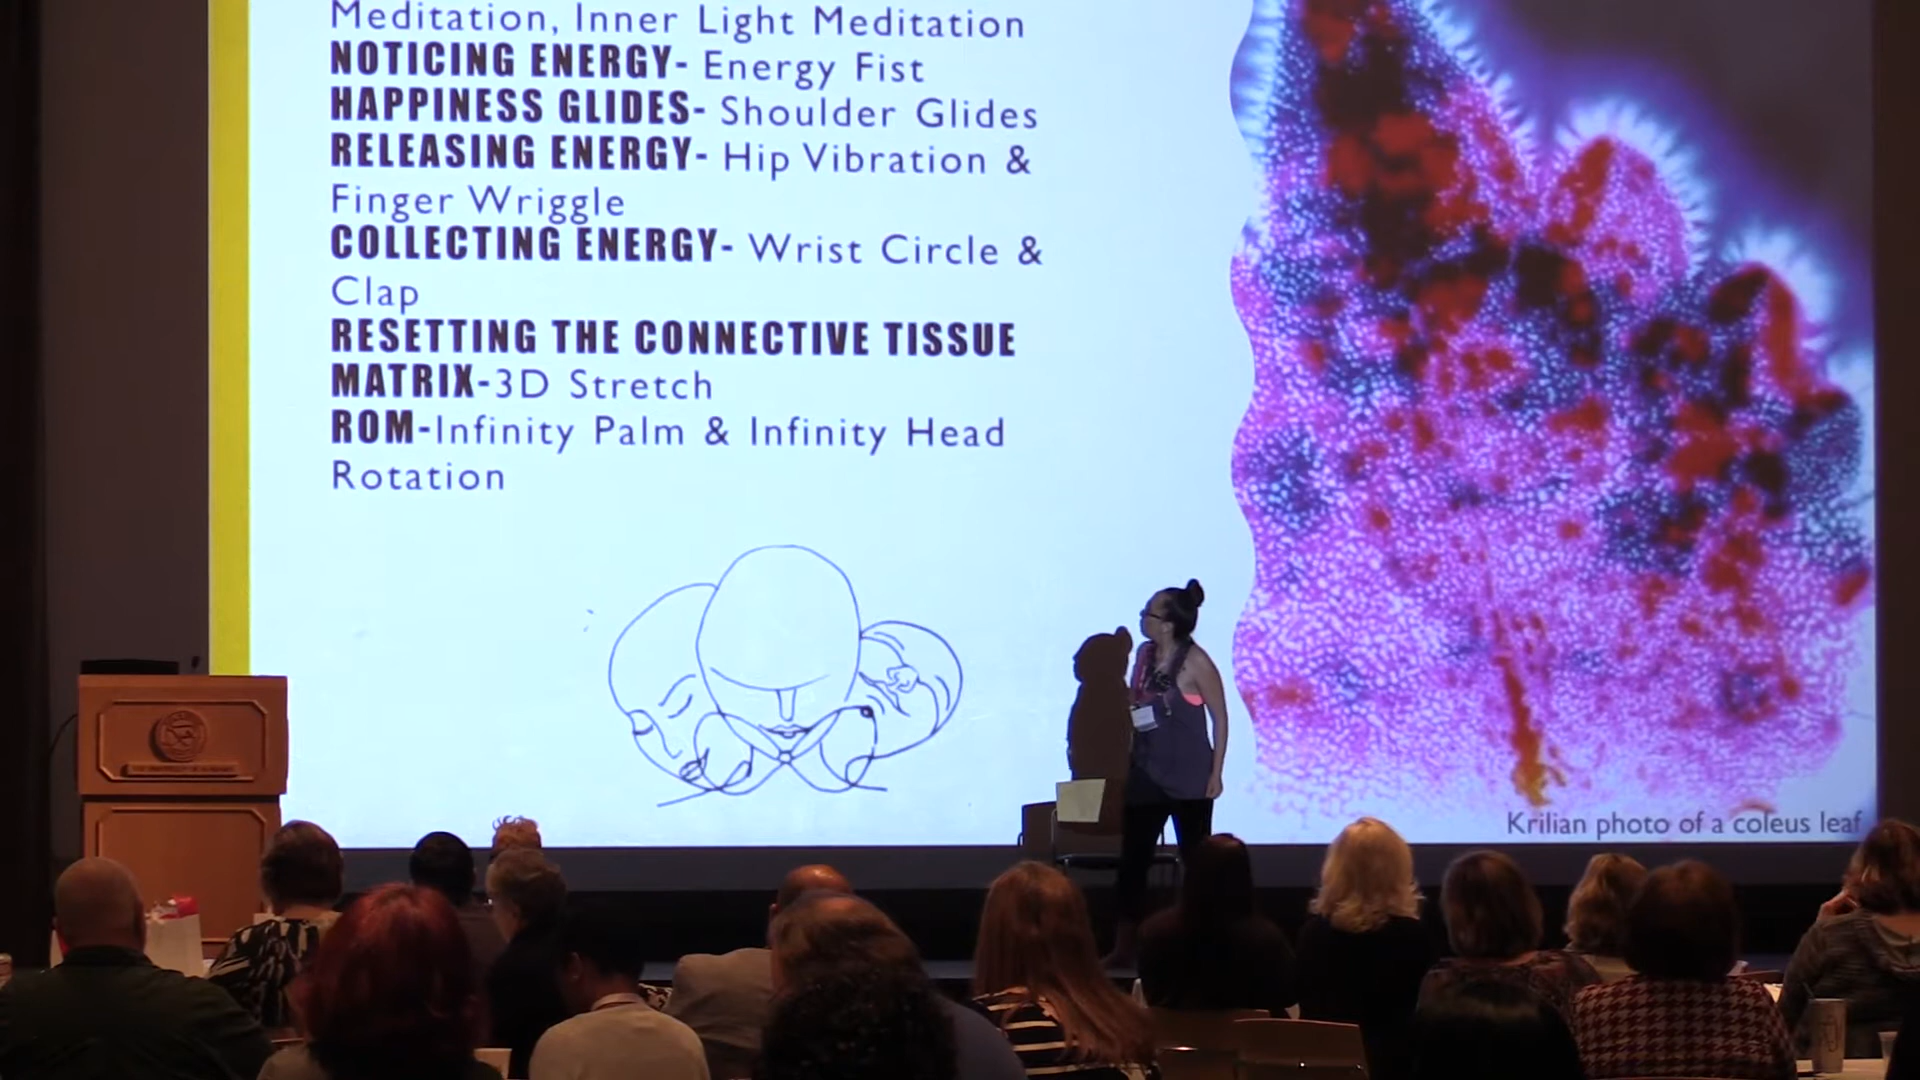 Meditation, Inner Light Meditation
NOTICING ENERGY- Energy Fist
HAPPINESS GLIDES- Shoulder Glides
RELEASING ENERGY- Hip Vibration &
Finger Wriggle
COLLECTING ENERGY- Wrist Circle &
Clap
RESETTING THE CONNECTIVE TISSUE
MATRIX-3D Stretch
ROM-Infinity Palm & Infinity Head
Rotation
Krilian photo of a coleus leaf